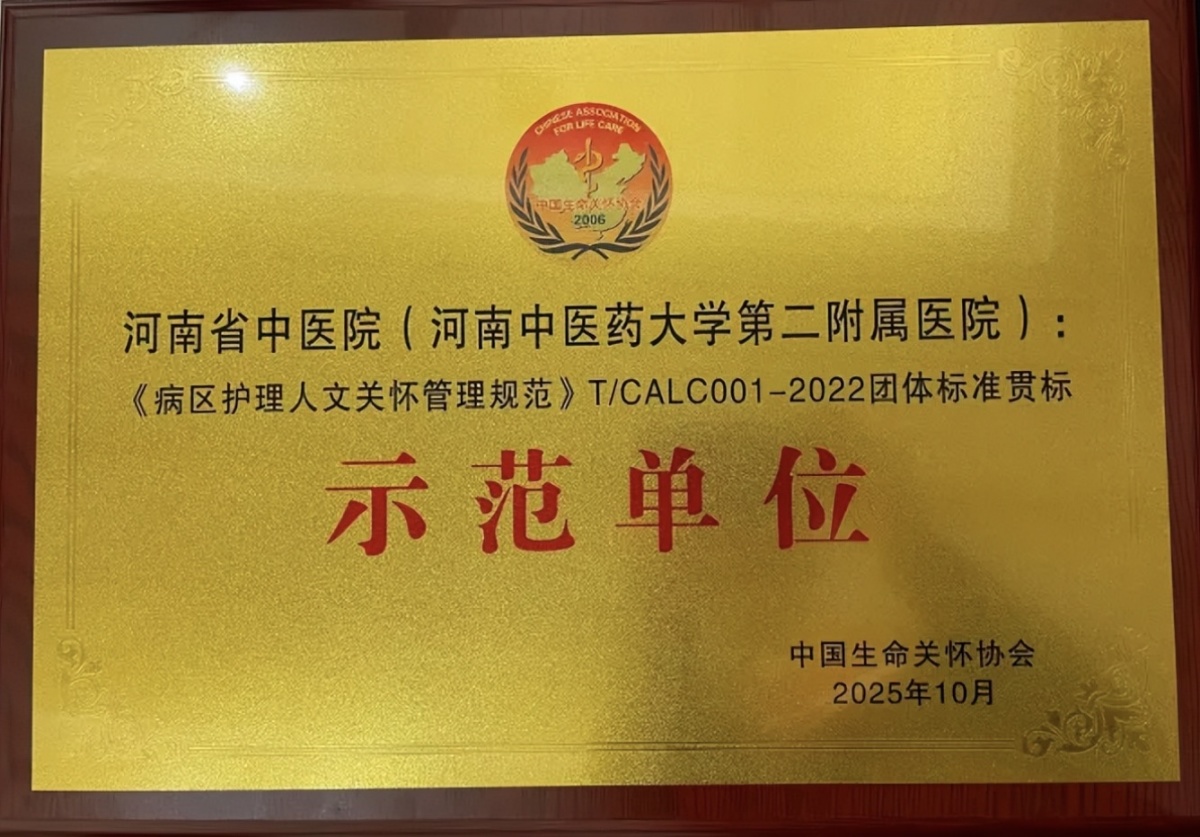 CHINESE ASSOCIATION
FOR LIFE CARE
中国生命关怀协会
2006
河南省中医院（河南中医药大学第二附属医院）：
《病区护理人文关怀管理规范》T/CALC001-2022团体标准贯标
示范单位
中国生命关怀协会
2025年10月